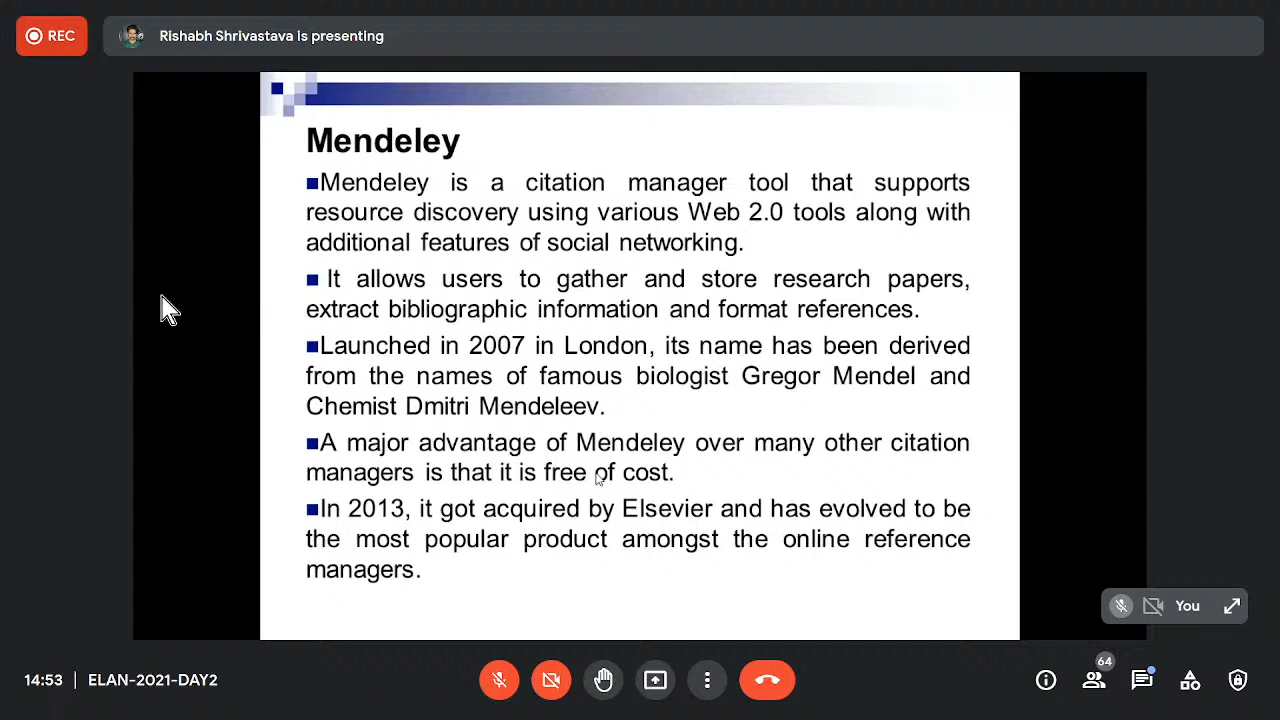 REC
Rishabh Shrivastava is presenting
Mendeley
Mendeley is a citation manager tool that supports
resource discovery using various Web 2.0 tools along with
additional features of social networking.
It allows users to gather and store research papers,
extract bibliographic information and format references.
Launched in 2007 in London, its name has been derived
from the names of famous biologist Gregor Mendel and
Chemist Dmitri Mendeleev.
A major advantage of Mendeley over many other citation
managers is that it is free of cost.
In 2013, it got acquired by Elsevier and has evolved to be
the most popular product amongst the online reference
managers.
You
64
14:53 | ELAN-2021-DAY2